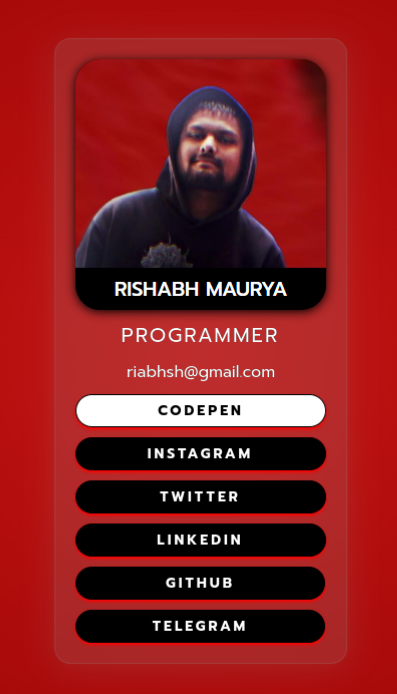 RISHABH MAURYA
PROGRAMMER
riabhsh@gmail.com
CODEPEN
INSTAGRAM
TWITTER
LINKEDIN
GITHUB
TELEGRAM